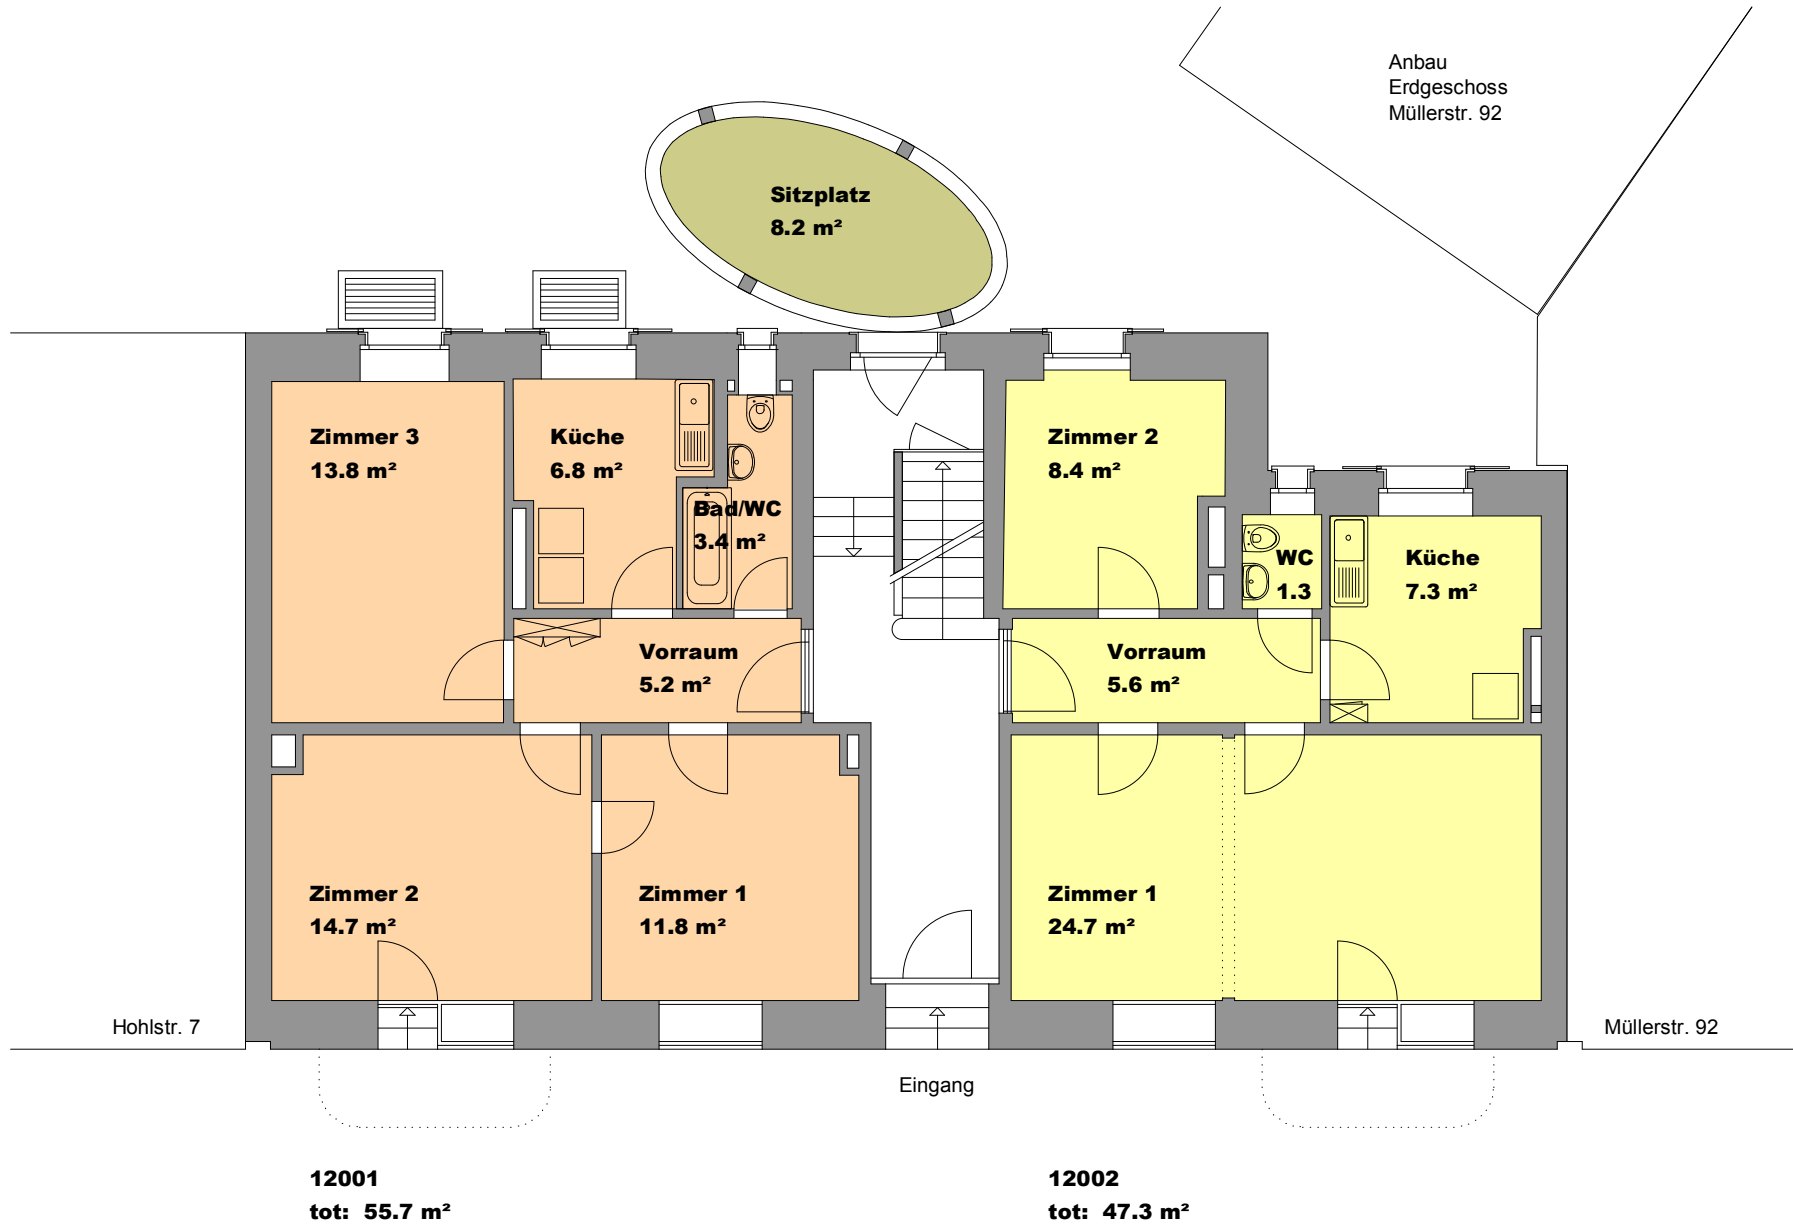 Anbau
Erdgeschoss
Müllerstr. 92
Sitzplatz
8.2 m²
Zimmer 3
13.8 m²
Küche
6.8 m²
Bad/WC
3.4 m²
Zimmer 2
8.4 m²
WC
1.3
Küche
7.3 m²
Vorraum
5.2 m²
Vorraum
5.6 m²
Zimmer 2
14.7 m²
Zimmer 1
11.8 m²
Zimmer 1
24.7 m²
Hohlstr. 7
Müllerstr. 92
Eingang
12001
tot: 55.7 m²
12002
tot: 47.3 m²